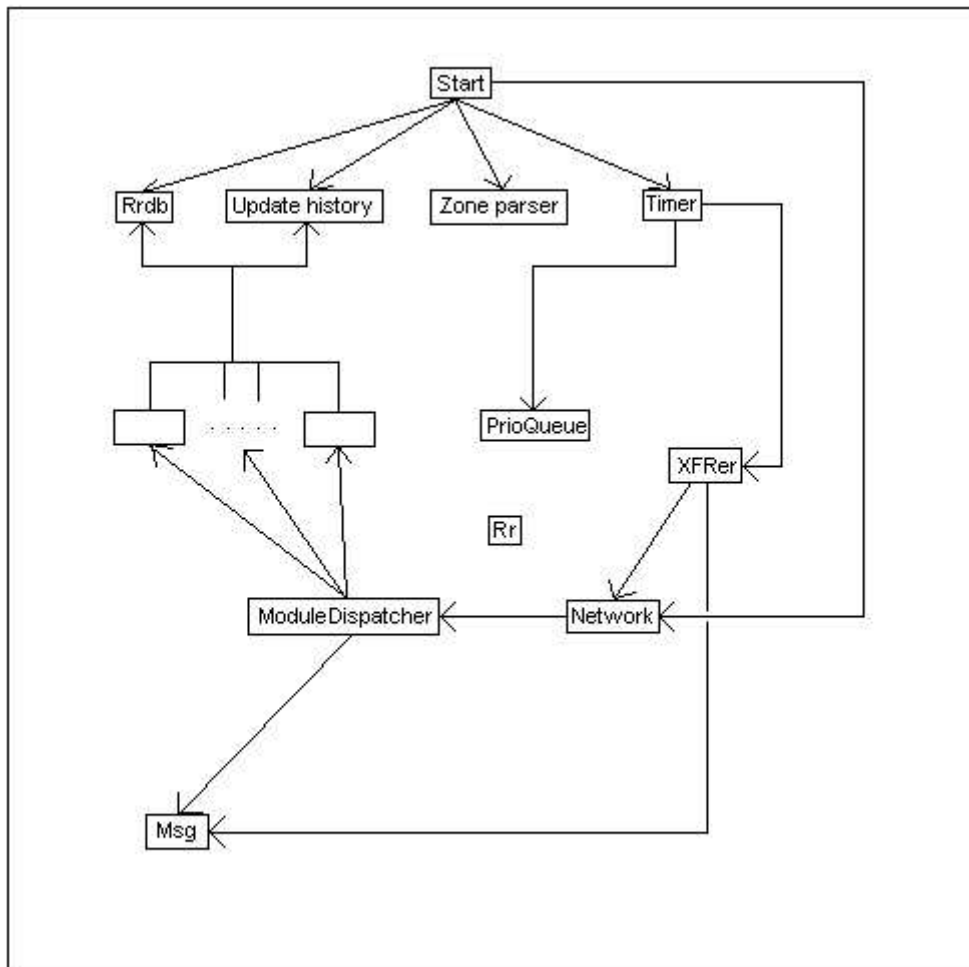 Start
Rrdb
Update history
Zone parser
Timer
PrioQueue
XFRer
Rr
ModuleDispatcher
Network
Msg